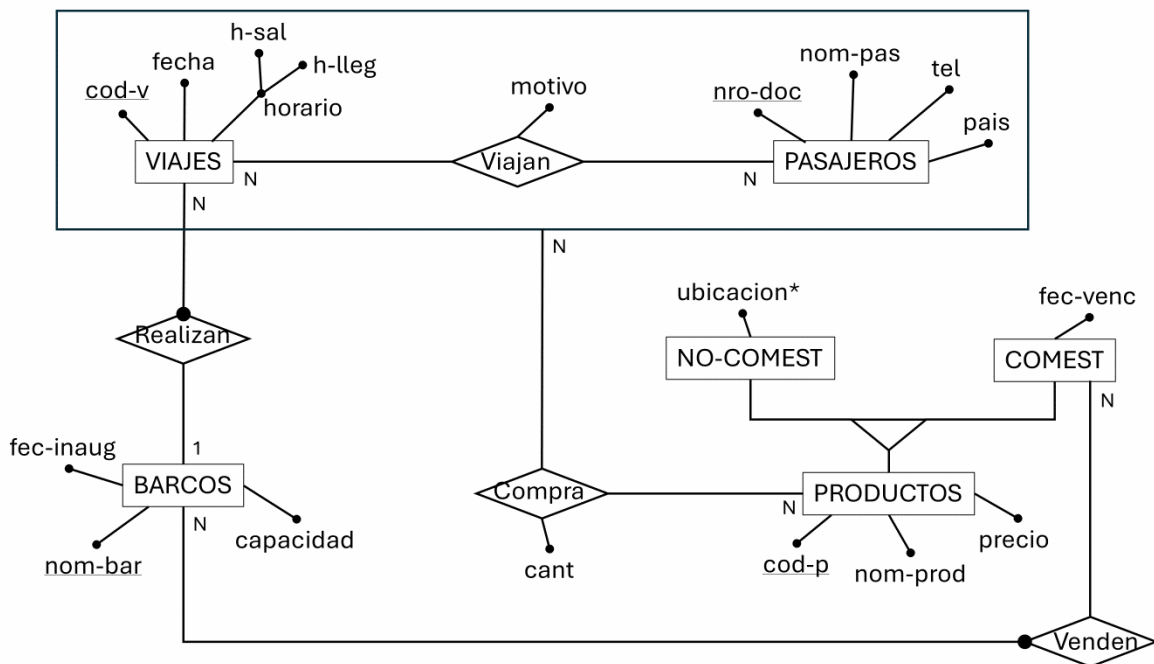 h-sal
fecha
h-lleg
cod-v
horario
motivo
nom-pas
tel
nro-doc
pais
VIAJES
N
Viajan
N
PASAJEROS
N
N
ubicacion*
fec-venc
Realizan
NO-COMEST
COMEST
N
fec-inaug
1
BARCOS
N
capacidad
nom-bar
Compra
N
PRODUCTOS
cant
cod-p
nom-prod
precio
Venden